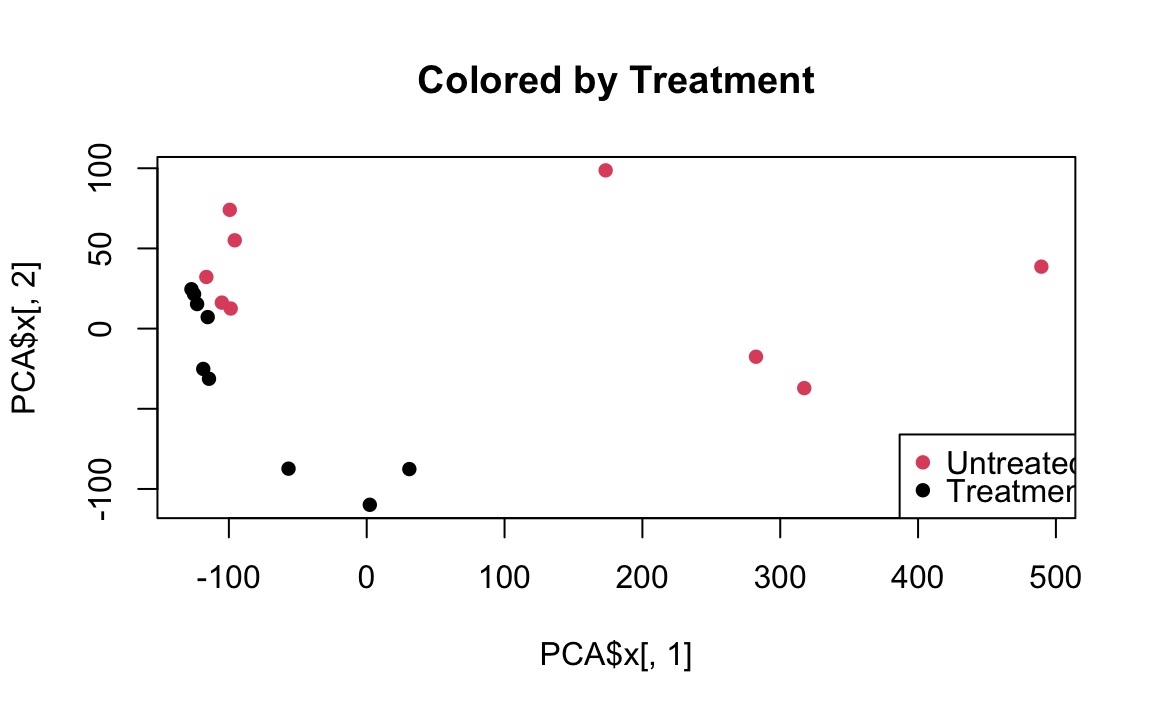 Colored by Treatment
PCA$x[, 2]
100
50
0
-100
Untreated
Treatmen
-100 0 100 200 300 400 500
PCA$x[, 1]